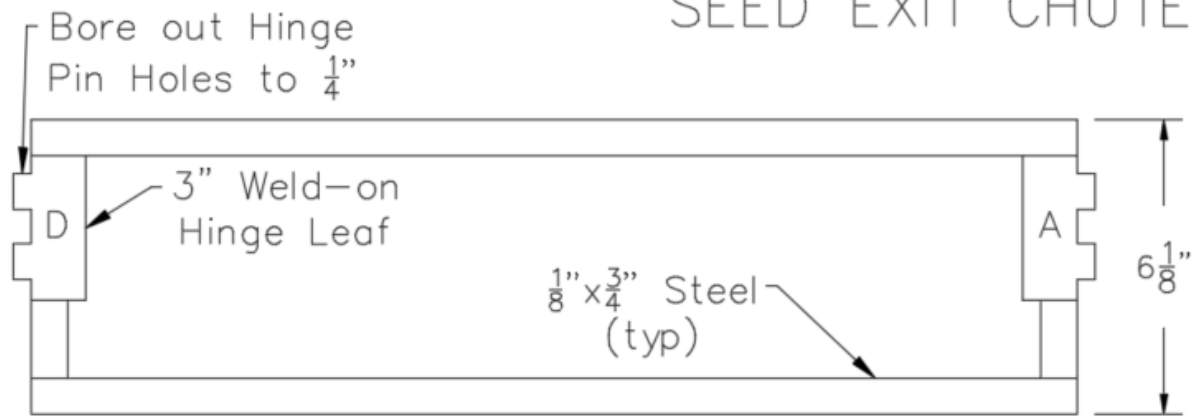 SEED EXIT CHUTE
Bore out Hinge
Pin Holes to 1/4”
3” Weld-on
Hinge Leaf
D
A
1/8”x3/4” Steel
(typ)
6 1/8”